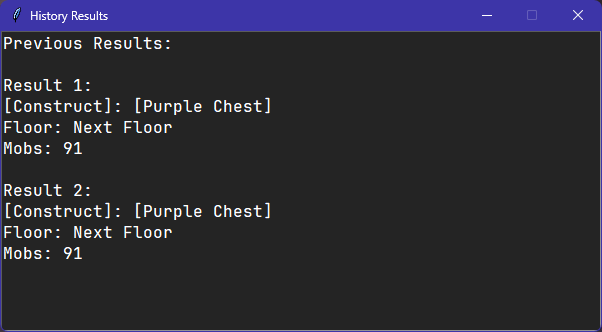 History Results
Previous Results:
Result 1:
[Construct]: [Purple Chest]
Floor: Next Floor
Mobs: 91
Result 2:
[Construct]: [Purple Chest]
Floor: Next Floor
Mobs: 91